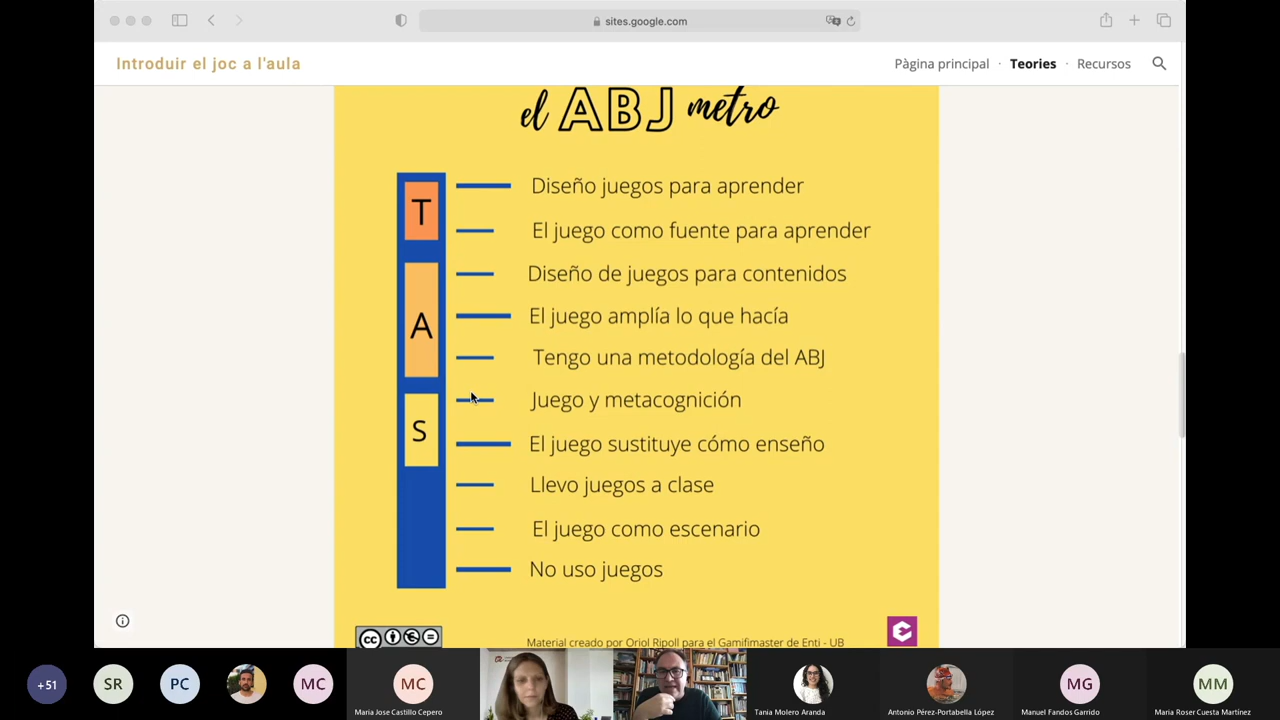 sites.google.com
Introduir el joc a l'aula
Pàgina principal · Teories · Recursos
el ABJ metro
T
A
S
Diseño juegos para aprender
El juego como fuente para aprender
Diseño de juegos para contenidos
El juego amplía lo que hacía
Tengo una metodología del ABJ
Juego y metacognición
El juego sustituye cómo enseño
Llevo juegos a clase
El juego como escenario
No uso juegos
cc
Material creado por Oriol Ripoll para el Gamifimaster de Enti - UB
+51
SR
PC
MC
MC
Maria Jose Castillo Cepero
Tania Molero Aranda
Antonio Pérez-Portabella López
MG
Manuel Fandos Garrido
MM
Maria Roser Cuesta Martínez